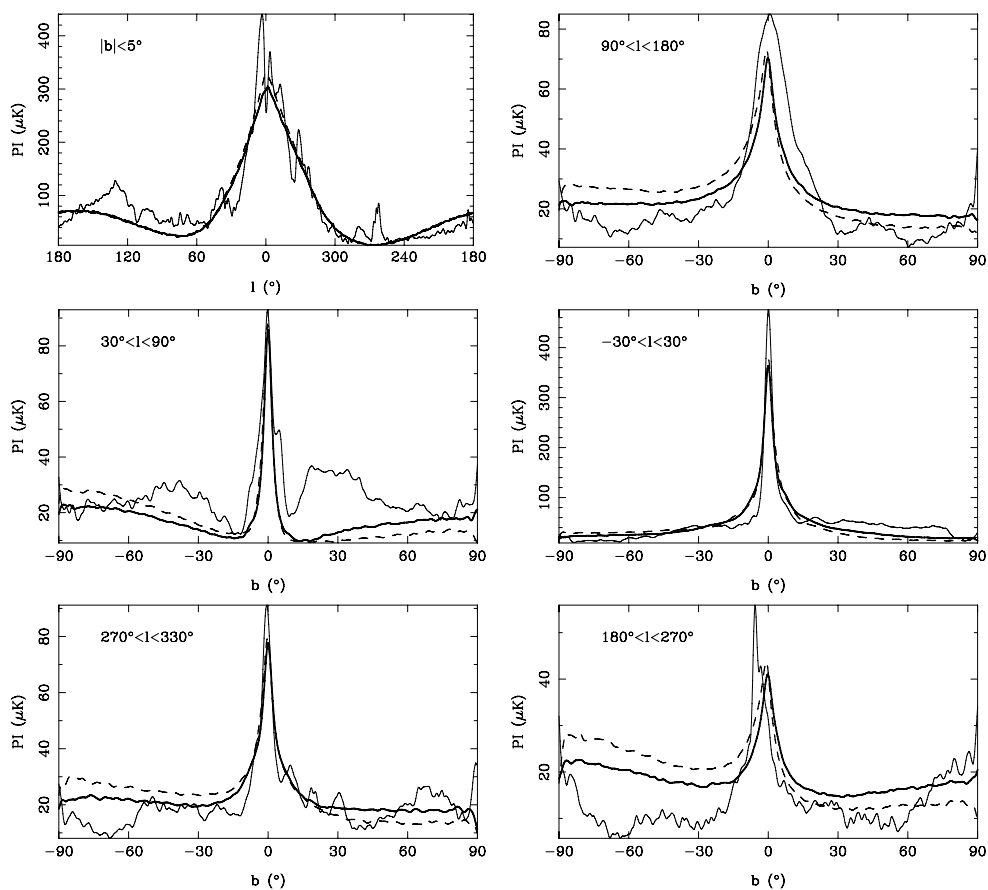 |b|<5°
PI (μK)
400
300
200
100
180 120 60 0 300 240 180
l (°)
90°<l<180°
PI (μK)
80
60
40
20
−90 −60 −30 0 30 60 90
b (°)
30°<l<90°
PI (μK)
80
60
40
20
−90 −60 −30 0 30 60 90
b (°)
−30°<l<30°
PI (μK)
400
300
200
100
−90 −60 −30 0 30 60 90
b (°)
270°<l<330°
PI (μK)
80
60
40
20
−90 −60 −30 0 30 60 90
b (°)
180°<l<270°
PI (μK)
40
20
−90 −60 −30 0 30 60 90
b (°)